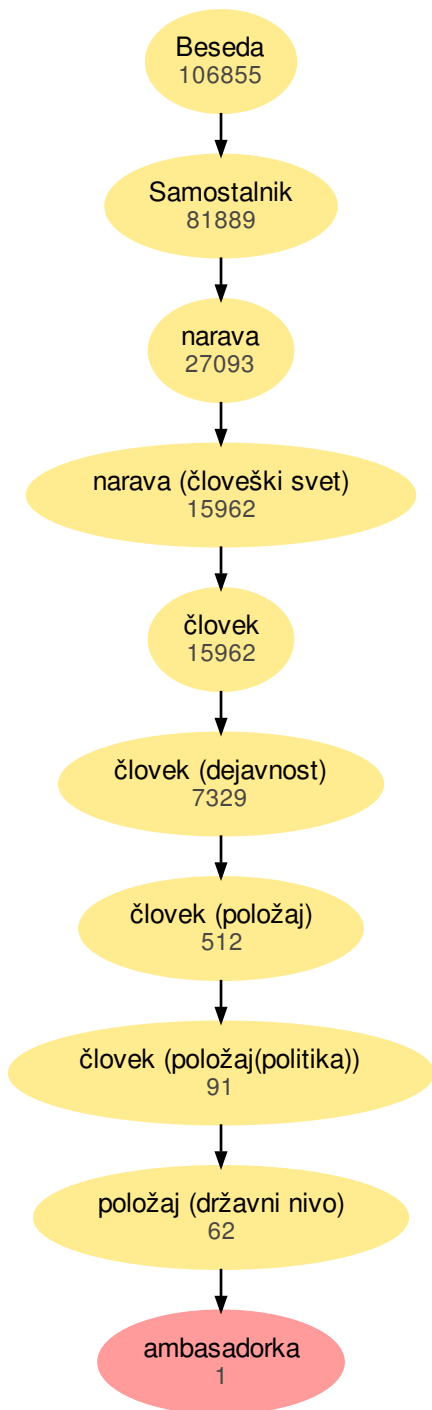 Beseda
106855
Samostalnik
81889
narava
27093
narava (človeški svet)
15962
človek
15962
človek (dejavnost)
7329
človek (položaj)
512
človek (položaj(politika))
91
položaj (državni nivo)
62
ambasadorka
1